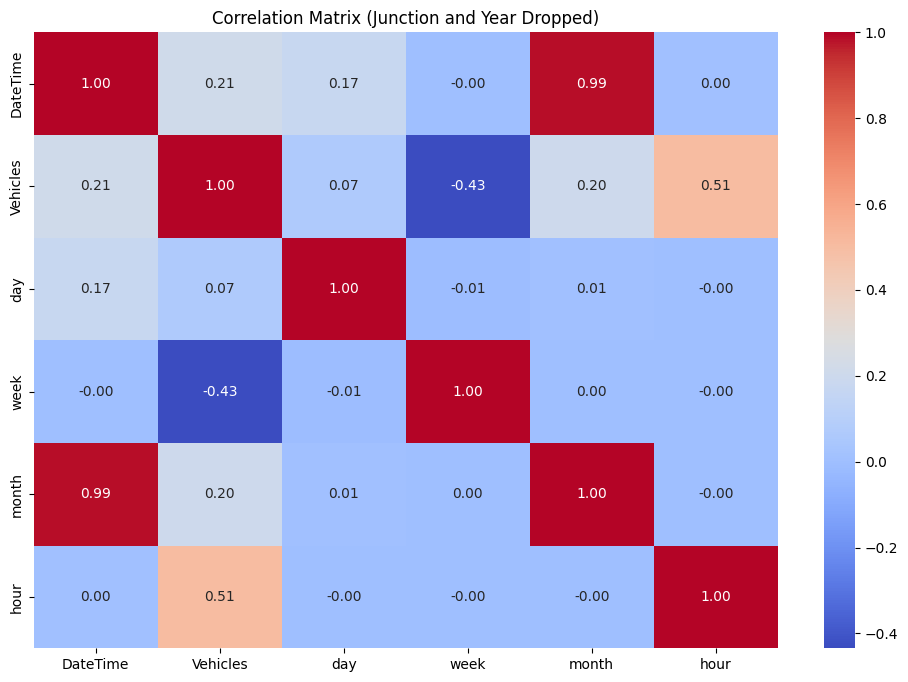 Correlation Matrix (Junction and Year Dropped)
DateTime 1.00 0.21 0.17 -0.00 0.99 0.00
Vehicles 0.21 1.00 0.07 -0.43 0.20 0.51
day 0.17 0.07 1.00 -0.01 0.01 -0.00
week -0.00 -0.43 -0.01 1.00 0.00 -0.00
month 0.99 0.20 0.01 0.00 1.00 -0.00
hour 0.00 0.51 -0.00 -0.00 -0.00 1.00
DateTime Vehicles day week month hour
1.0
0.8
0.6
0.4
0.2
0.0
−0.2
−0.4